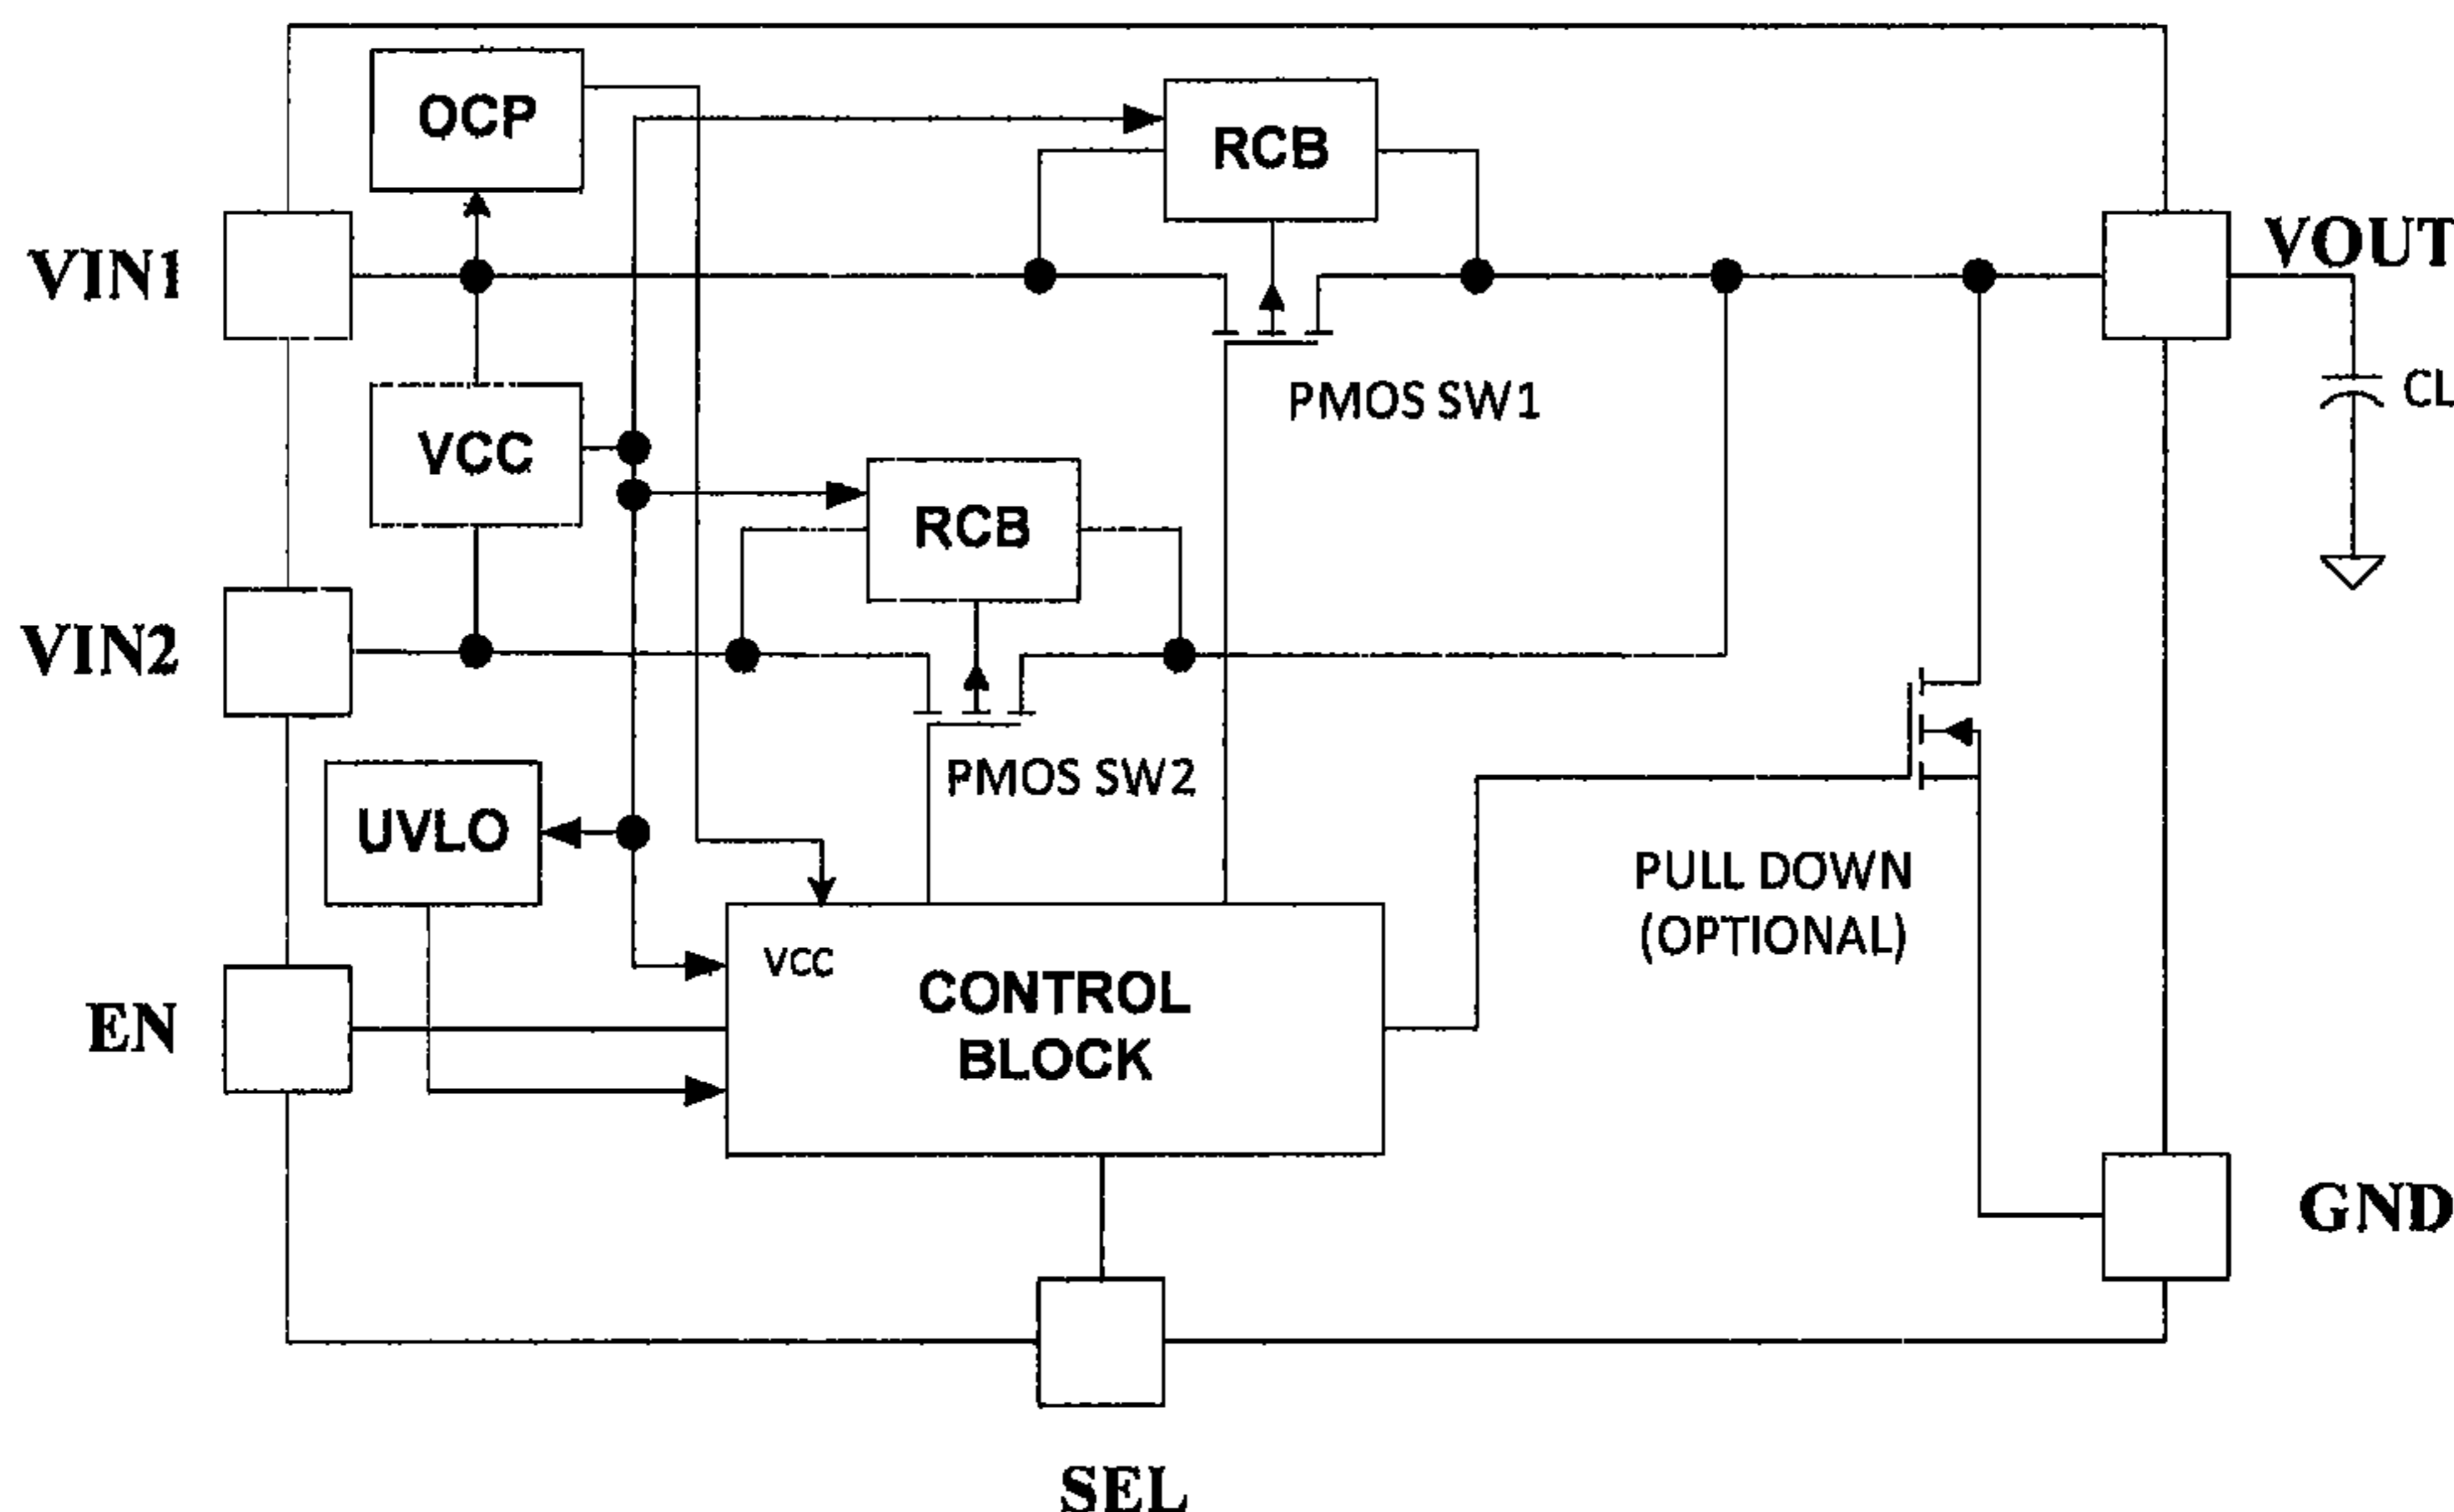 OCP
RCB
VIN1
VOUT
PMOS SW1
CL
VCC
RCB
VIN2
PMOS SW2
UVLO
PULL DOWN
(OPTIONAL)
VCC
CONTROL
BLOCK
EN
GND
SEL